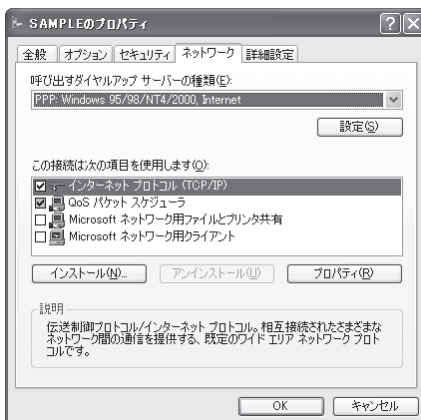 SAMPLEのプロパティ
全般 オプション セキュリティ ネットワーク 詳細設定
呼び出すダイヤルアップ サーバーの種類(E):
PPP: Windows 95/98/NT4/2000, Internet
設定(S)
この接続は次の項目を使用します(O):
インターネット プロトコル (TCP/IP)
QoS パケット スケジューラ
Microsoft ネットワーク用ファイルとプリンタ共有
Microsoft ネットワーク用クライアント
インストール(N)... アンインストール(U) プロパティ(R)
説明
伝送制御プロトコル/インターネット プロトコル。相互接続されたさまざまな
ネットワーク間の通信を提供する、既定のワイド エリア ネットワーク プロト
コルです。
OK キャンセル